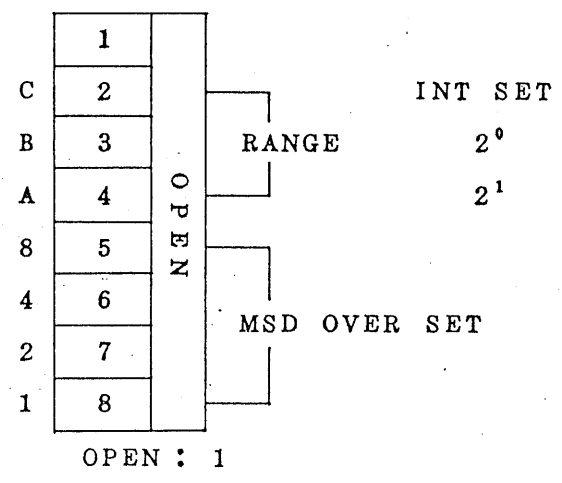 1
C 2 INT SET
B 3 RANGE 2⁰
A 4 2¹
OPEN
8 5
4 6
MSD OVER SET
2 7
1 8
OPEN : 1